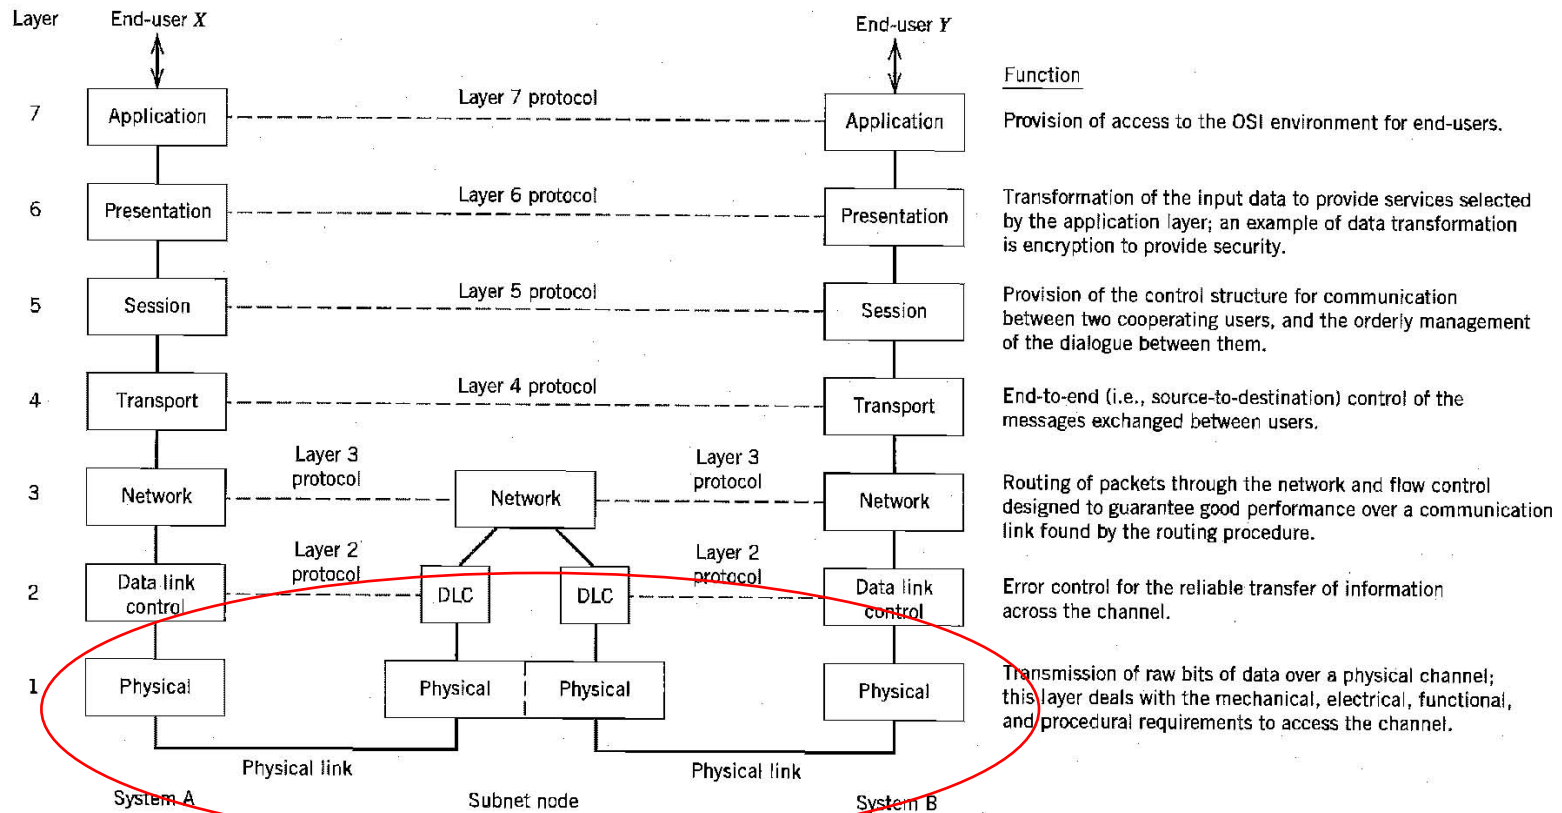 Layer
End-user X
End-user Y
Function
7
Application
Layer 7 protocol
Application
Provision of access to the OSI environment for end-users.
6
Presentation
Layer 6 protocol
Presentation
Transformation of the input data to provide services selected
by the application layer; an example of data transformation
is encryption to provide security.
5
Session
Layer 5 protocol
Session
Provision of the control structure for communication
between two cooperating users, and the orderly management
of the dialogue between them.
4
Transport
Layer 4 protocol
Transport
End-to-end (i.e., source-to-destination) control of the
messages exchanged between users.
3
Network
Layer 3
protocol
Network
Layer 3
protocol
Network
Routing of packets through the network and flow control
designed to guarantee good performance over a communication
link found by the routing procedure.
2
Data link
control
Layer 2
protocol
DLC
DLC
Layer 2
protocol
Data link
control
Error control for the reliable transfer of information
across the channel.
1
Physical
Physical
Physical
Physical
Transmission of raw bits of data over a physical channel;
this layer deals with the mechanical, electrical, functional,
and procedural requirements to access the channel.
Physical link
Physical link
System A
Subnet node
System B